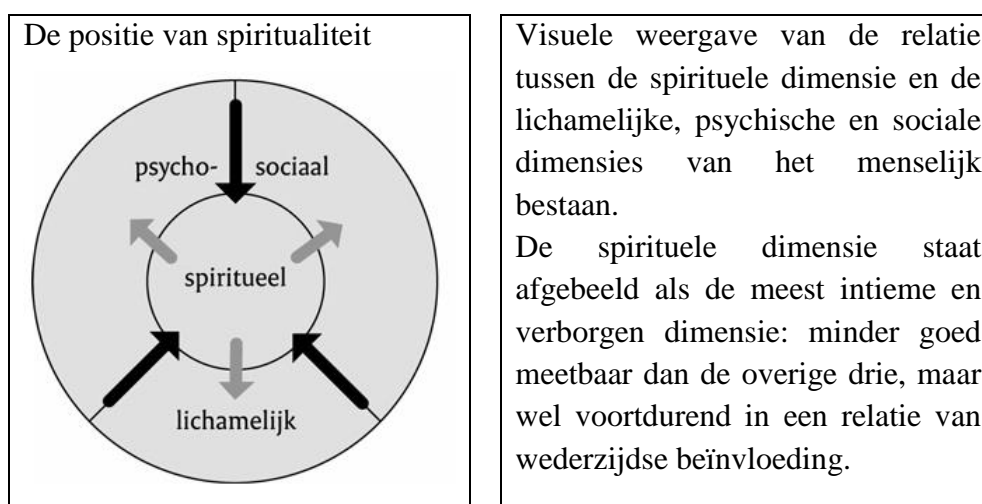 De positie van spiritualiteit
psycho- sociaal
spiritueel
lichamelijk
Visuele weergave van de relatie
tussen de spirituele dimensie en de
lichamelijke, psychische en sociale
dimensies van het menselijk
bestaan.
De spirituele dimensie staat
afgebeeld als de meest intieme en
verborgen dimensie: minder goed
meetbaar dan de overige drie, maar
wel voortdurend in een relatie van
wederzijdse beïnvloeding.